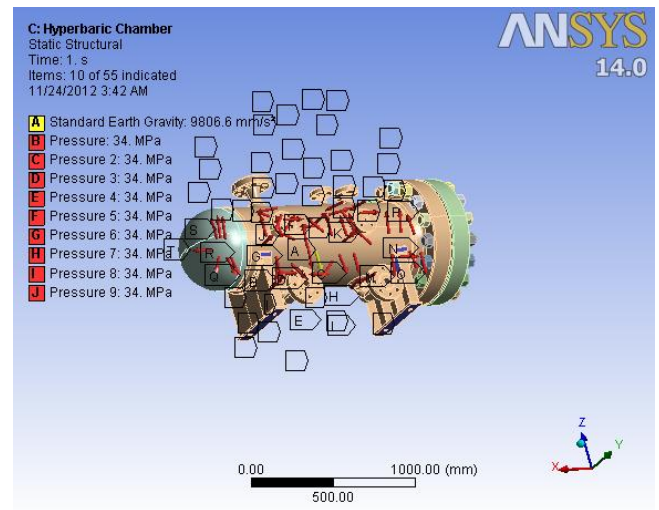 C: Hyperbaric Chamber
Static Structural
Time: 1. s
Items: 10 of 55 indicated
11/24/2012 3:42 AM
ANSYS
14.0
A Standard Earth Gravity: 9806.6 mm/s²
B Pressure: 34. MPa
C Pressure 2: 34. MPa
D Pressure 3: 34. MPa
E Pressure 4: 34. MPa
F Pressure 5: 34. MPa
G Pressure 6: 34. MPa
H Pressure 7: 34. MPa
I Pressure 8: 34. MPa
J Pressure 9: 34. MPa
S
P
T
R
J
F
K
G
A
N
Q
H
E
I
Z
Y
X
0.00
1000.00 (mm)
500.00